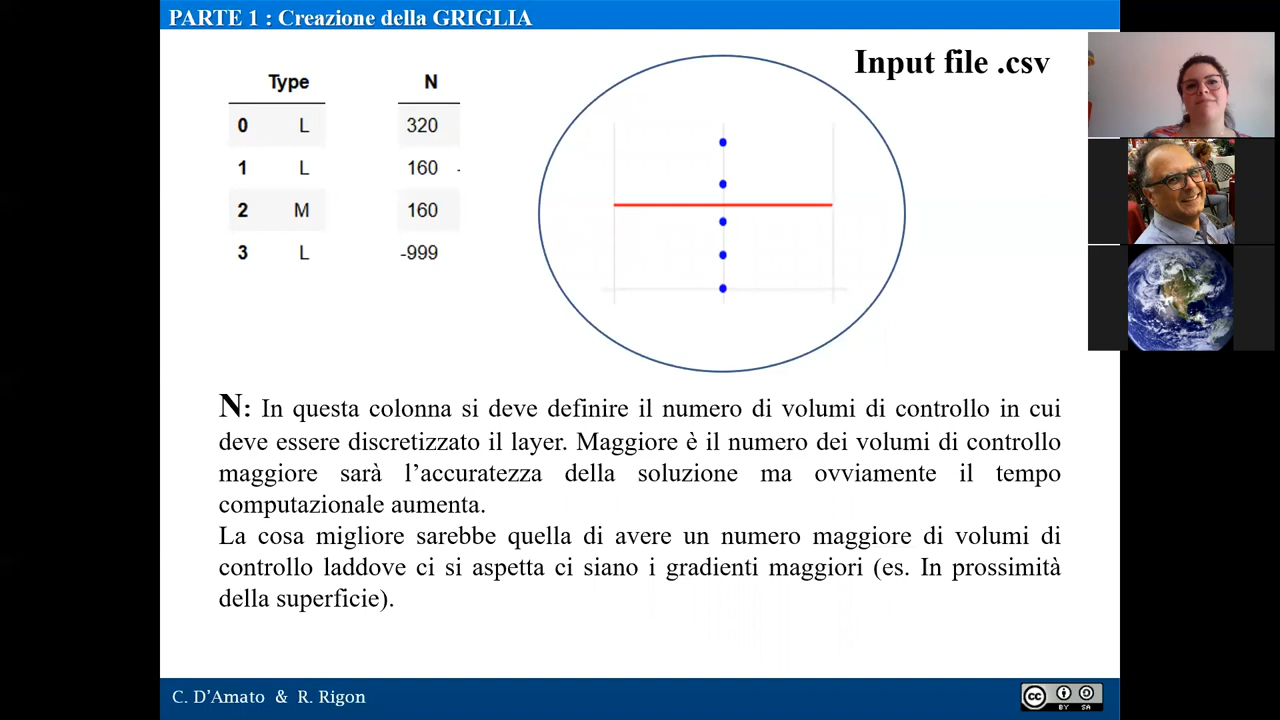 PARTE 1 : Creazione della GRIGLIA
Input file .csv
Type N
0 L 320
1 L 160
2 M 160
3 L -999
N: In questa colonna si deve definire il numero di volumi di controllo in cui
deve essere discretizzato il layer. Maggiore è il numero dei volumi di controllo
maggiore sarà l’accuratezza della soluzione ma ovviamente il tempo
computazionale aumenta.
La cosa migliore sarebbe quella di avere un numero maggiore di volumi di
controllo laddove ci si aspetta ci siano i gradienti maggiori (es. In prossimità
della superficie).
C. D’Amato & R. Rigon
cc
BY SA